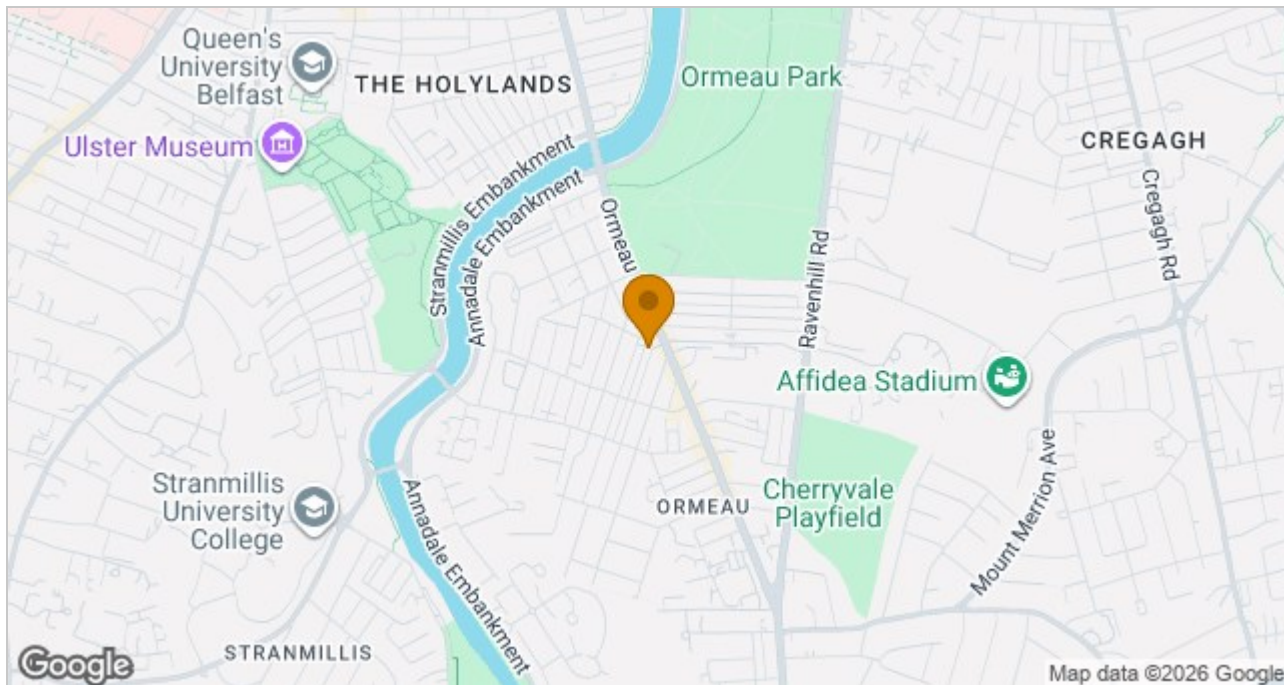 Queen's
University
Belfast
THE HOLYLANDS
Ormeau Park
Ulster Museum
CREGAGH
Stranmillis Embankment
Annadale Embankment
Ormeau
Cregagh Rd
Ravenhill Rd
Affidea Stadium
Stranmillis
University
College
Annadale Embankment
ORMEAU
Cherryvale
Playfield
Mount Merrion Ave
STRANMILLIS
Google
Map data ©2026 Google